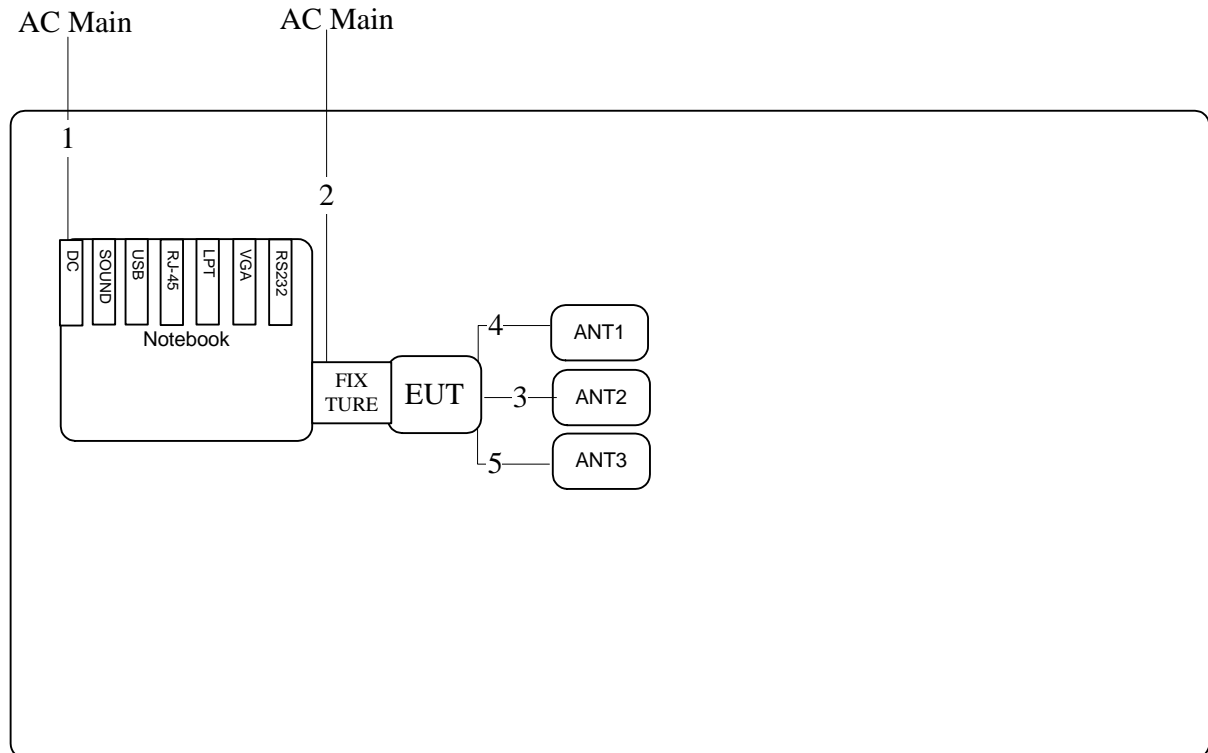 AC Main
AC Main
1
2
DC
SOUND
USB
RJ-45
LPT
VGA
RS232
Notebook
FIX
TURE
EUT
4
ANT1
3
ANT2
5
ANT3